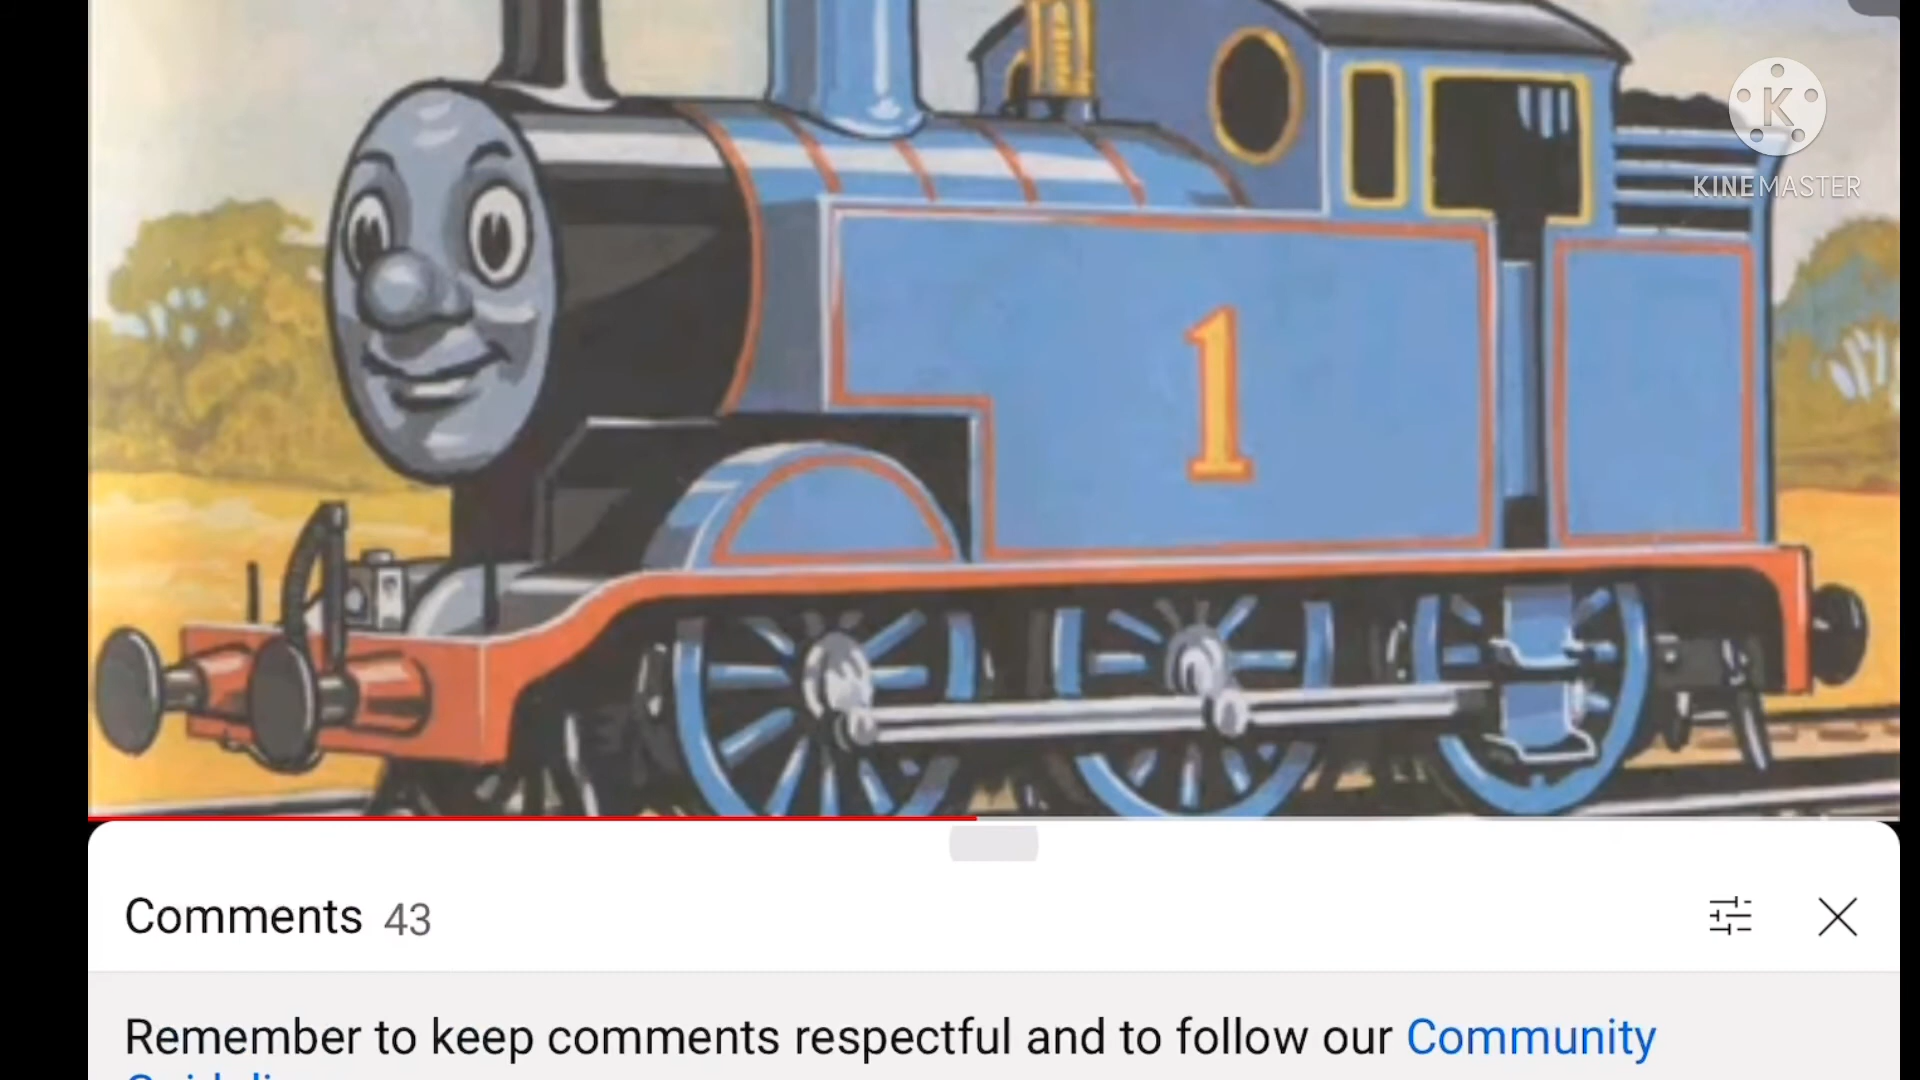 K
KINEMASTER
1
Comments 43
Remember to keep comments respectful and to follow our Community